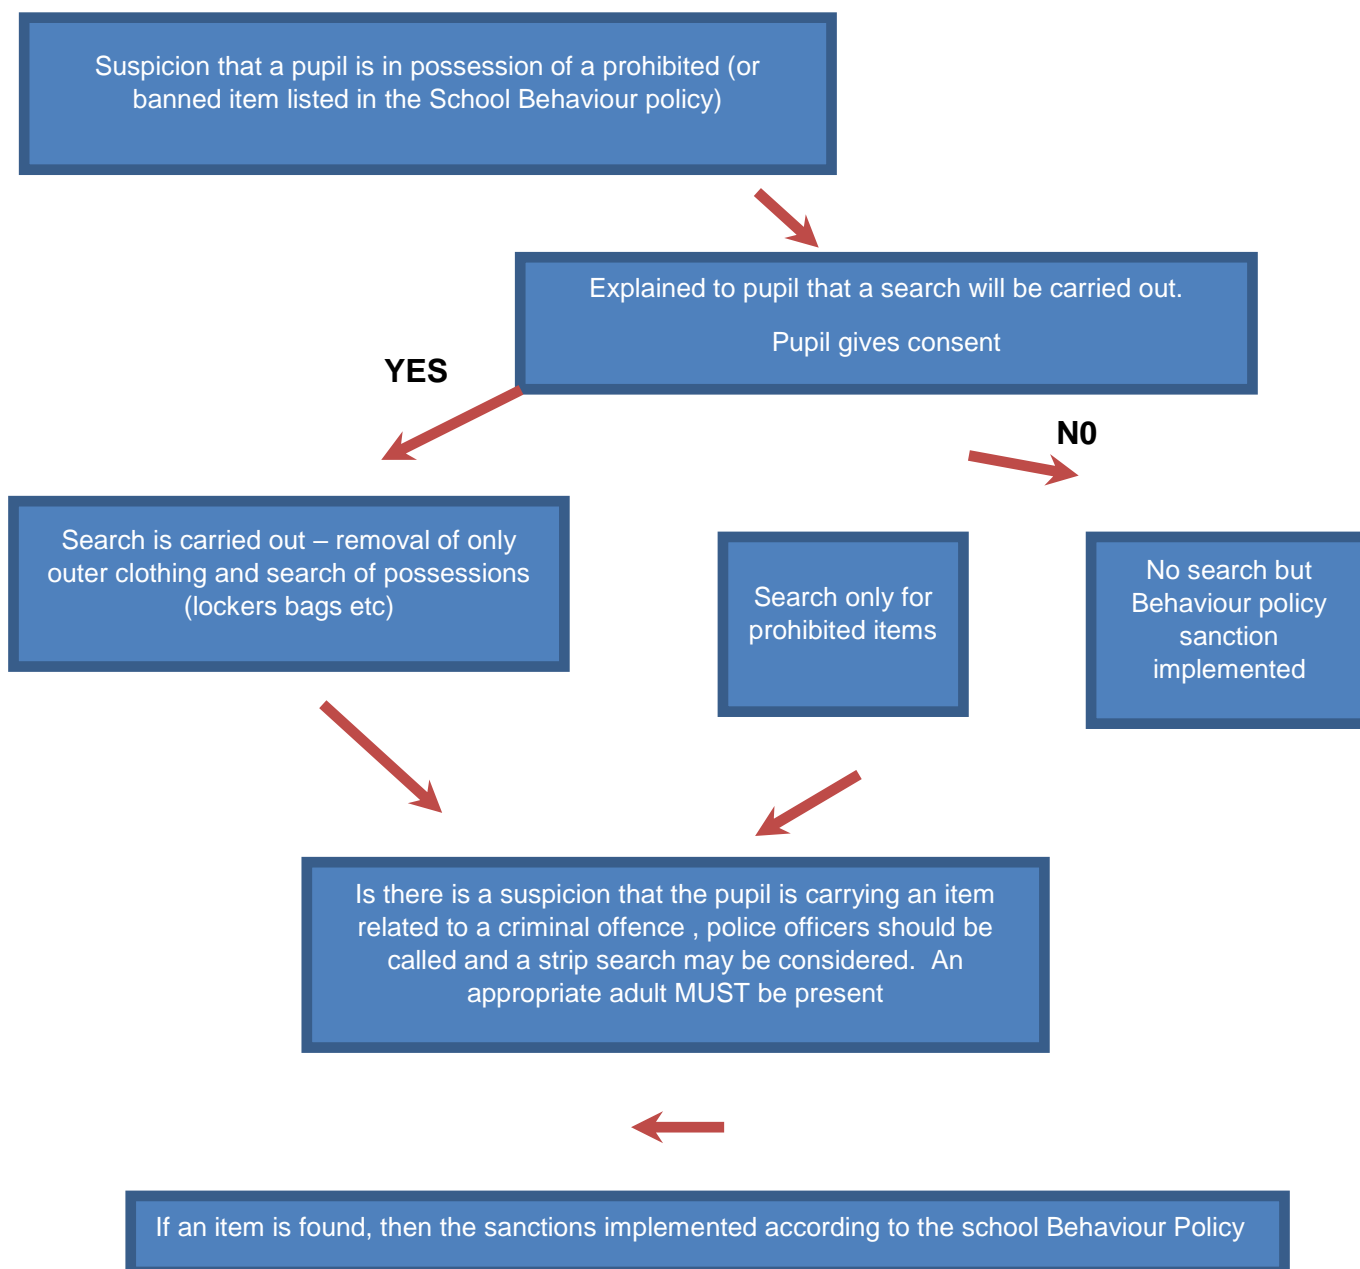 Suspicion that a pupil is in possession of a prohibited (or
banned item listed in the School Behaviour policy)
Explained to pupil that a search will be carried out.
Pupil gives consent
YES
N0
Search is carried out – removal of only
outer clothing and search of possessions
(lockers bags etc)
Search only for
prohibited items
No search but
Behaviour policy
sanction
implemented
Is there is a suspicion that the pupil is carrying an item
related to a criminal offence , police officers should be
called and a strip search may be considered.  An
appropriate adult MUST be present
If an item is found, then the sanctions implemented according to the school Behaviour Policy